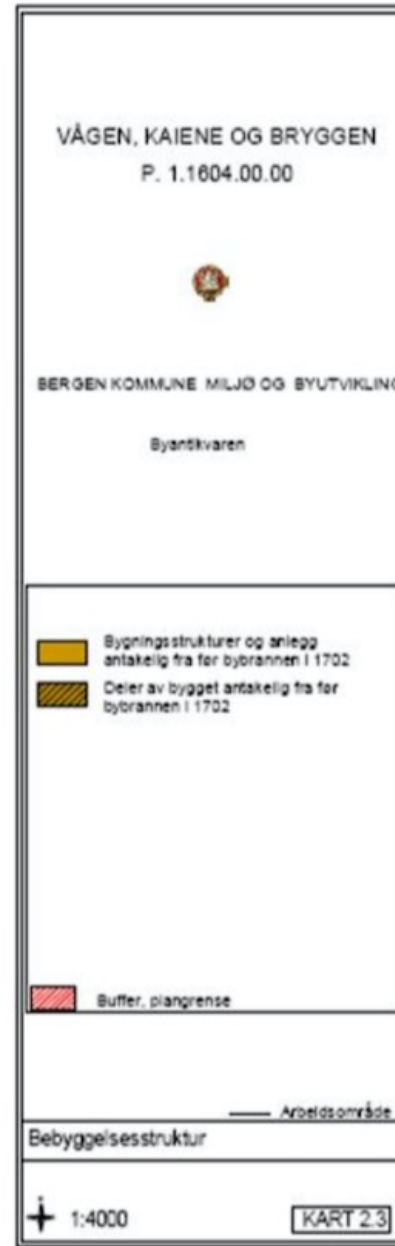 VÅGEN, KAIENE OG BRYGGEN
P. 1.1604.00.00
BERGEN KOMMUNE MILJØ OG BYUTVIKLING
Byantikvaren
Bygningsstrukturer og anlegg
antakelig fra før bybrannen i 1702
Deler av bygget antakelig fra før
bybrannen i 1702
Buffer, plangrense
Arbeidsområde
Bebyggelsesstruktur
1:4000
KART 2.3